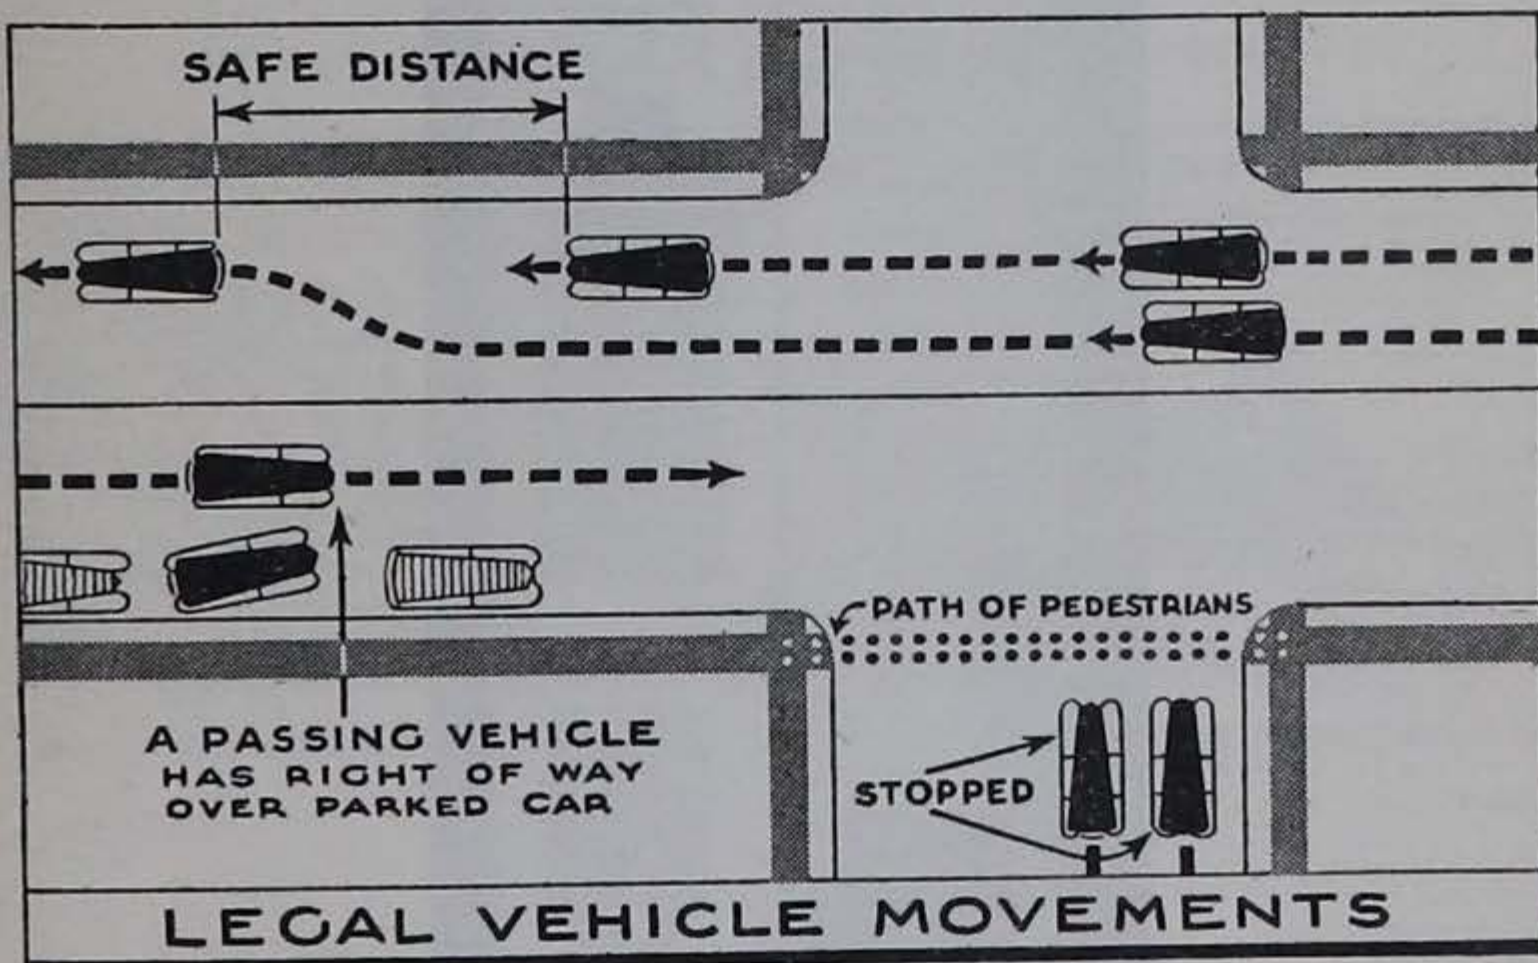 SAFE DISTANCE
PATH OF PEDESTRIANS
A PASSING VEHICLE
HAS RIGHT OF WAY
OVER PARKED CAR
STOPPED
LEGAL VEHICLE MOVEMENTS